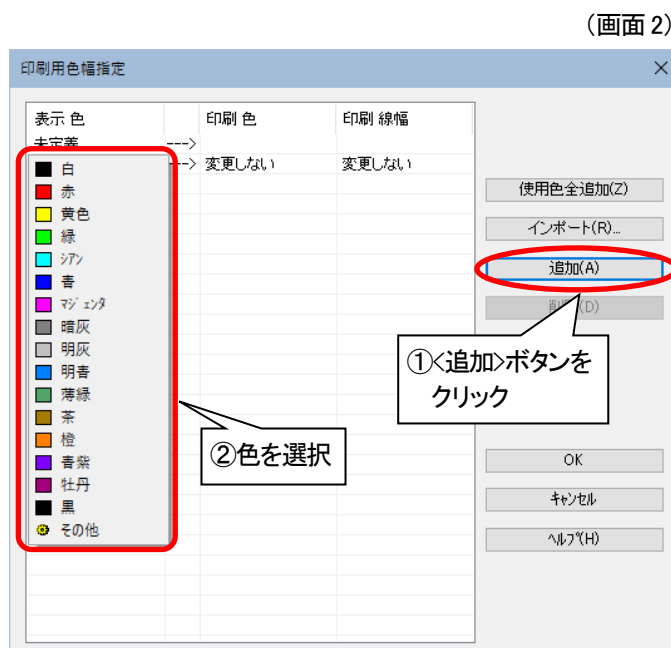 (画面 2)
印刷用色幅指定
表示 色 印刷 色 印刷 線幅
未定義 --->
---> 変更しない 変更しない
白
赤
黄色
緑
シアン
青
マジェンタ
暗灰
明灰
明青
薄緑
茶
橙
青紫
牡丹
黒
その他
使用色全追加(Z)
インポート(R)...
追加(A)
(D)
OK
キャンセル
ヘルプ(H)
①<追加>ボタンを
クリック
②色を選択